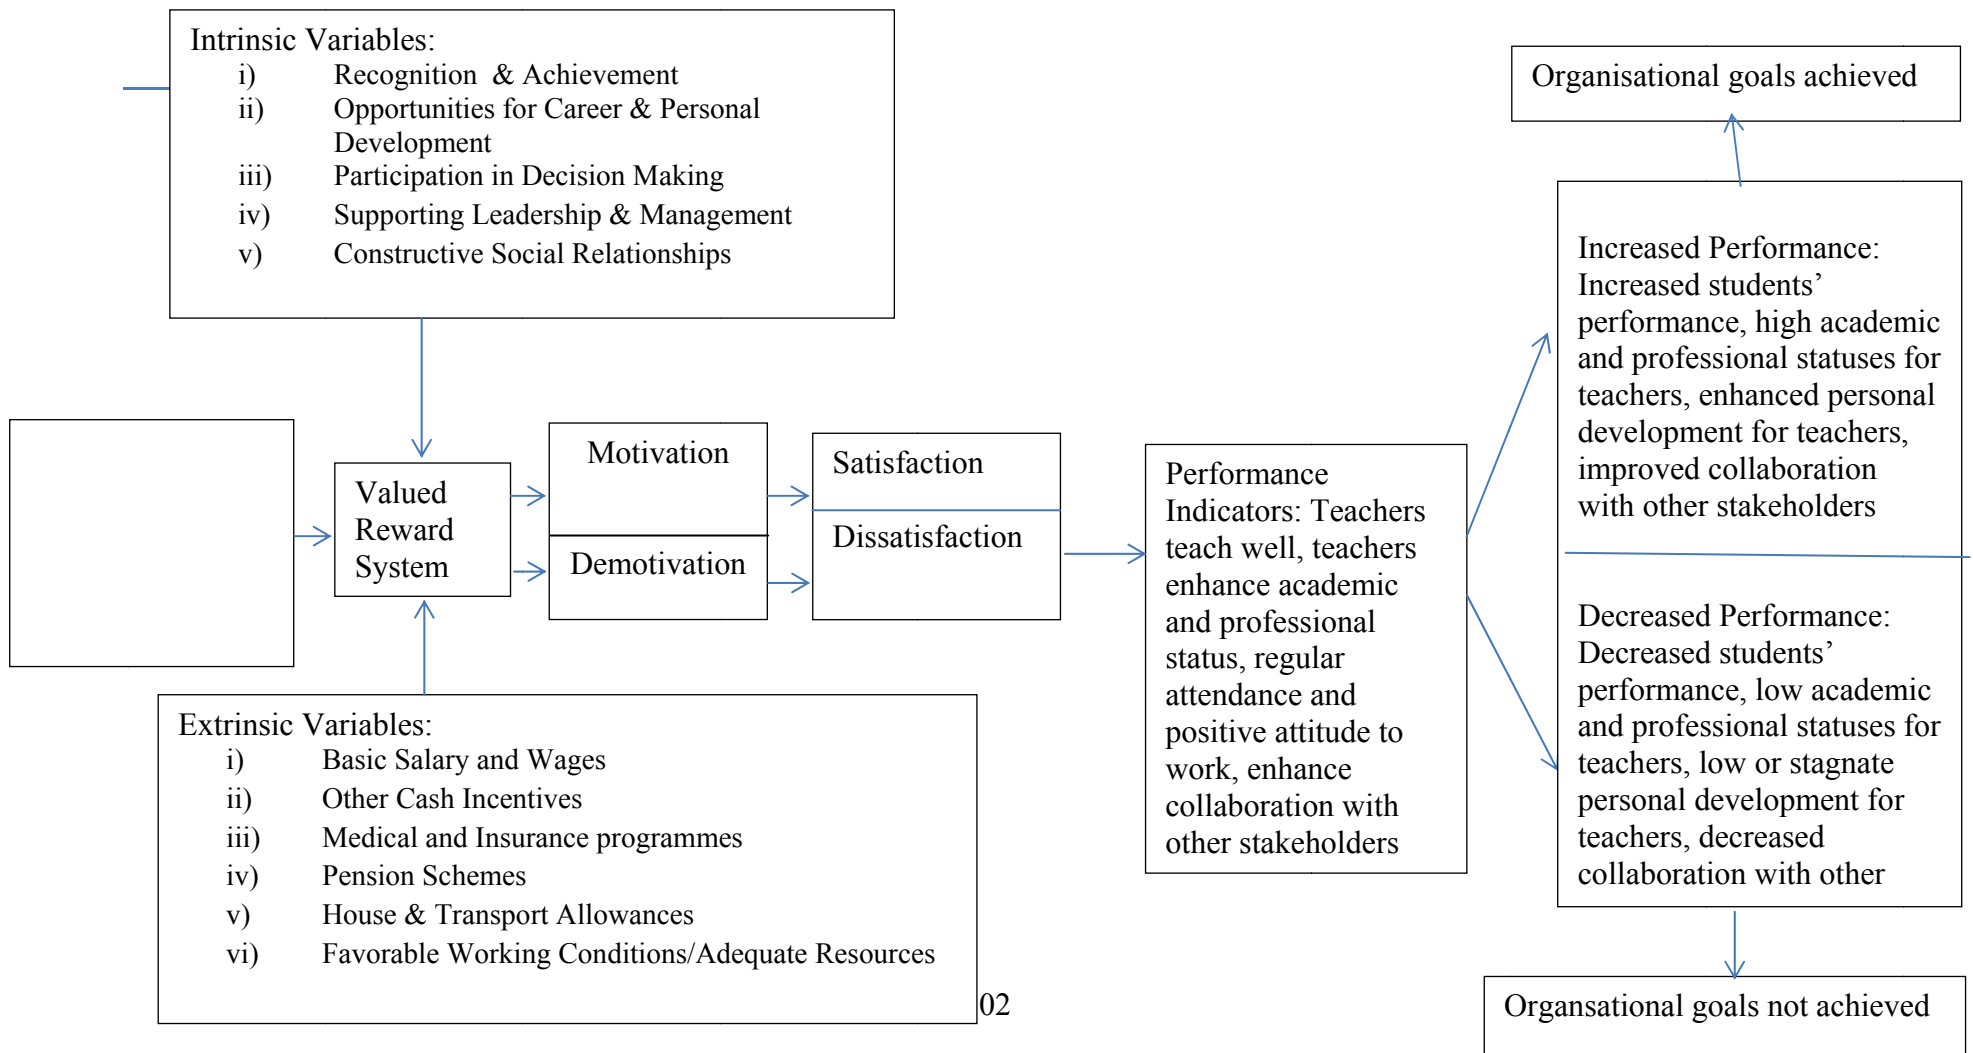 Intrinsic Variables:
i) Recognition & Achievement
ii) Opportunities for Career & Personal
Development
iii) Participation in Decision Making
iv) Supporting Leadership & Management
v) Constructive Social Relationships
Valued
Reward
System
Extrinsic Variables:
i) Basic Salary and Wages
ii) Other Cash Incentives
iii) Medical and Insurance programmes
iv) Pension Schemes
v) House & Transport Allowances
vi) Favorable Working Conditions/Adequate Resources
02
Motivation
Demotivation
Satisfaction
Dissatisfaction
Performance
Indicators: Teachers
teach well, teachers
enhance academic
and professional
status, regular
attendance and
positive attitude to
work, enhance
collaboration with
other stakeholders
Organisational goals achieved
Increased Performance:
Increased students’
performance, high academic
and professional statuses for
teachers, enhanced personal
development for teachers,
improved collaboration
with other stakeholders
Decreased Performance:
Decreased students’
performance, low academic
and professional statuses for
teachers, low or stagnate
personal development for
teachers, decreased
collaboration with other
Organsational goals not achieved